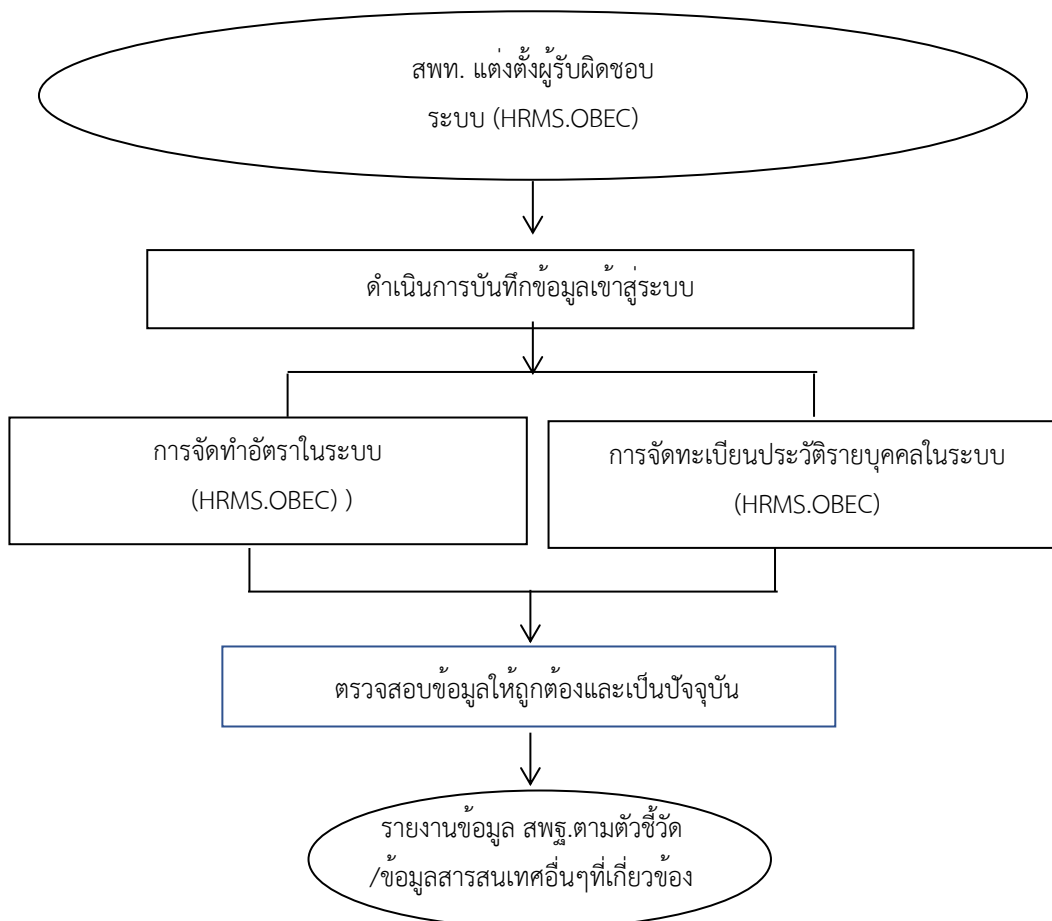 สพท. แต่งตั้งผู้รับผิดชอบ
ระบบ (HRMS.OBEC)
ดำเนินการบันทึกข้อมูลเข้าสู่ระบบ
การจัดทำอัตราในระบบ
(HRMS.OBEC) )
การจัดทะเบียนประวัติรายบุคคลในระบบ
(HRMS.OBEC)
ตรวจสอบข้อมูลให้ถูกต้องและเป็นปัจจุบัน
รายงานข้อมูล สพฐ.ตามตัวชี้วัด
/ข้อมูลสารสนเทศอื่นๆที่เกี่ยวข้อง